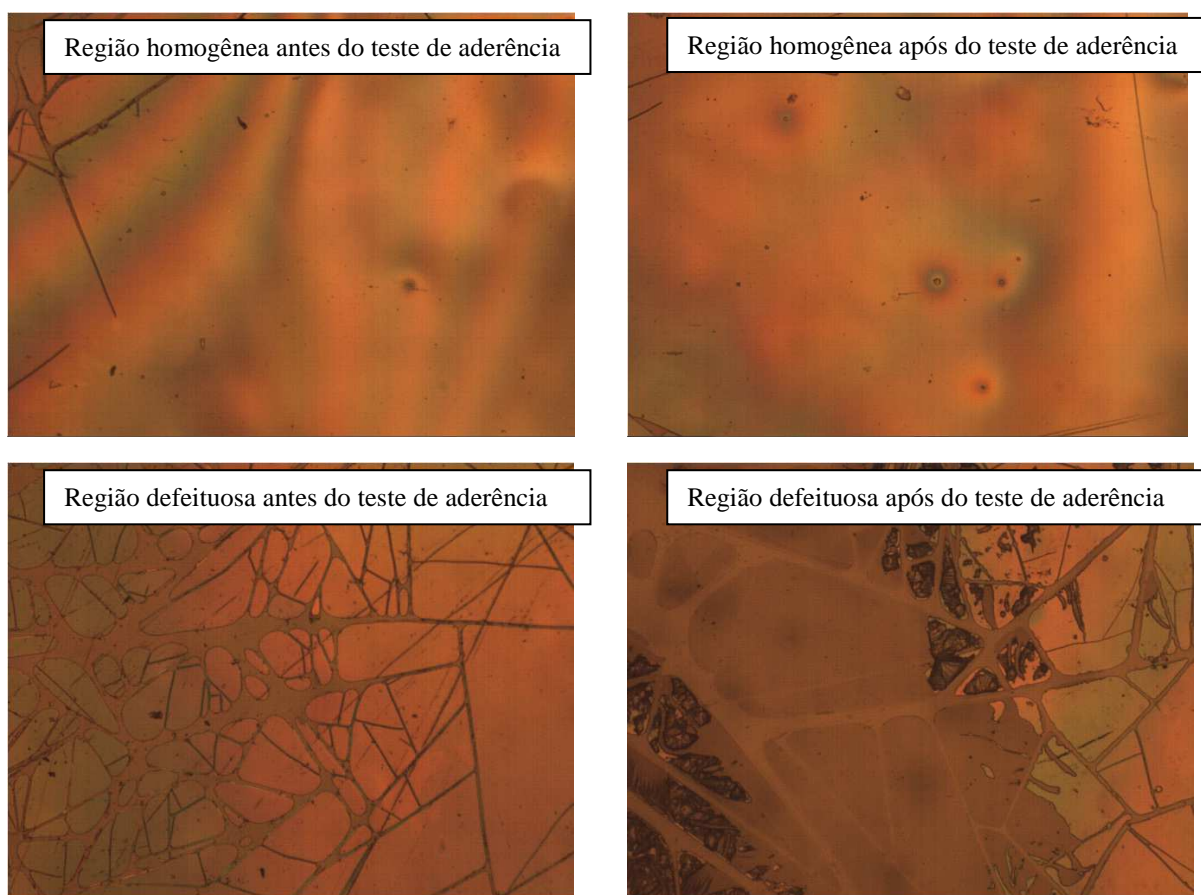 Região homogênea antes do teste de aderência
Região homogênea após do teste de aderência
Região defeituosa antes do teste de aderência
Região defeituosa após do teste de aderência